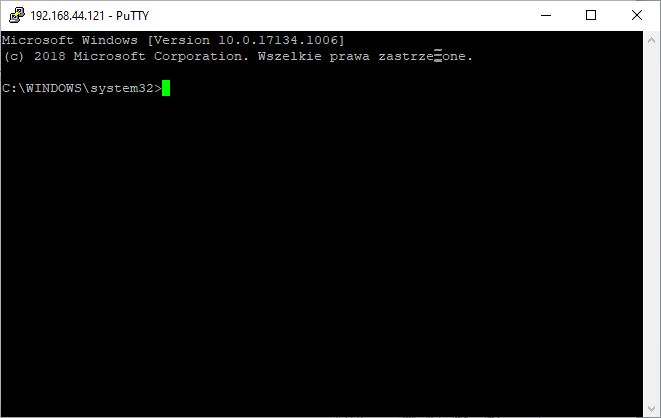 192.168.44.121 - PuTTY
Microsoft Windows [Version 10.0.17134.1006]
(c) 2018 Microsoft Corporation. Wszelkie prawa
C:\WINDOWS\system32>